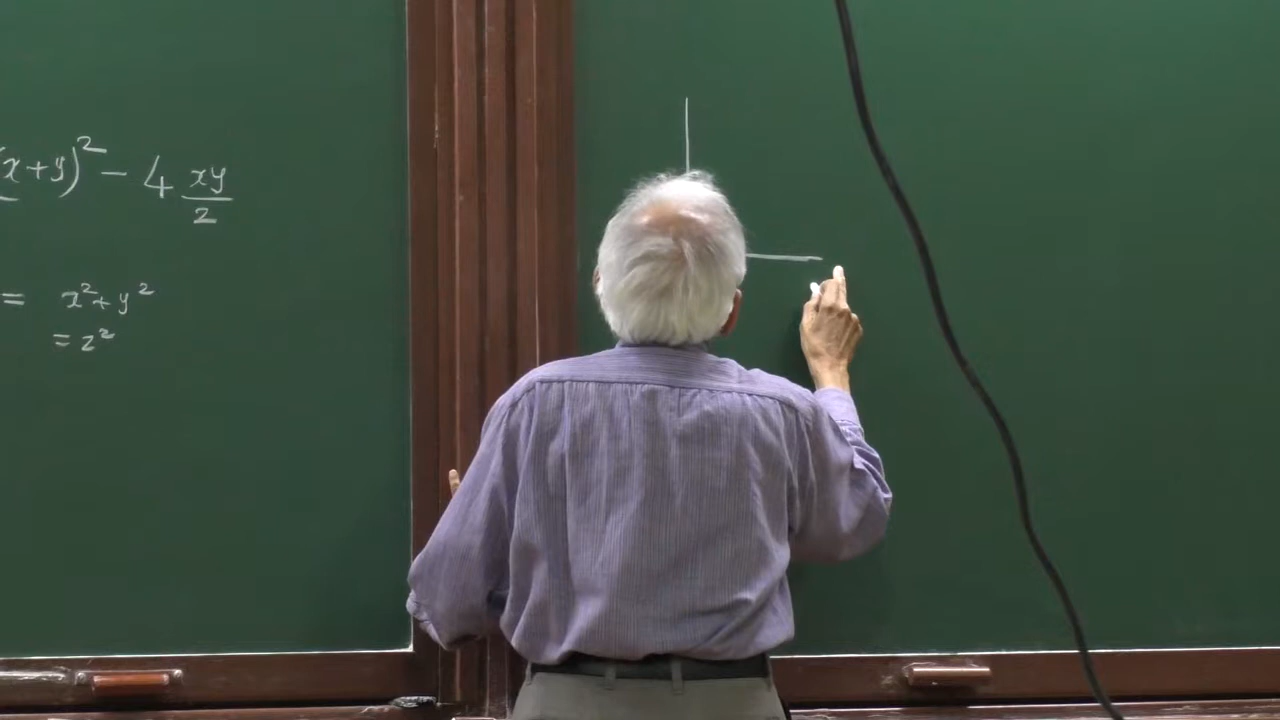 (x+y)² - 4 xy/2
= x² + y²
= z²